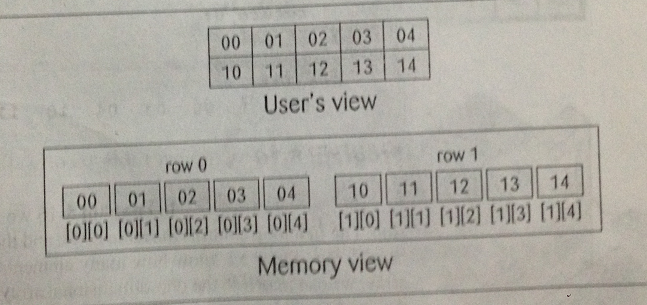 00 01 02 03 04
10 11 12 13 14
User's view
row 0 row 1
00 01 02 03 04 10 11 12 13 14
[0][0] [0][1] [0][2] [0][3] [0][4] [1][0] [1][1] [1][2] [1][3] [1][4]
Memory view